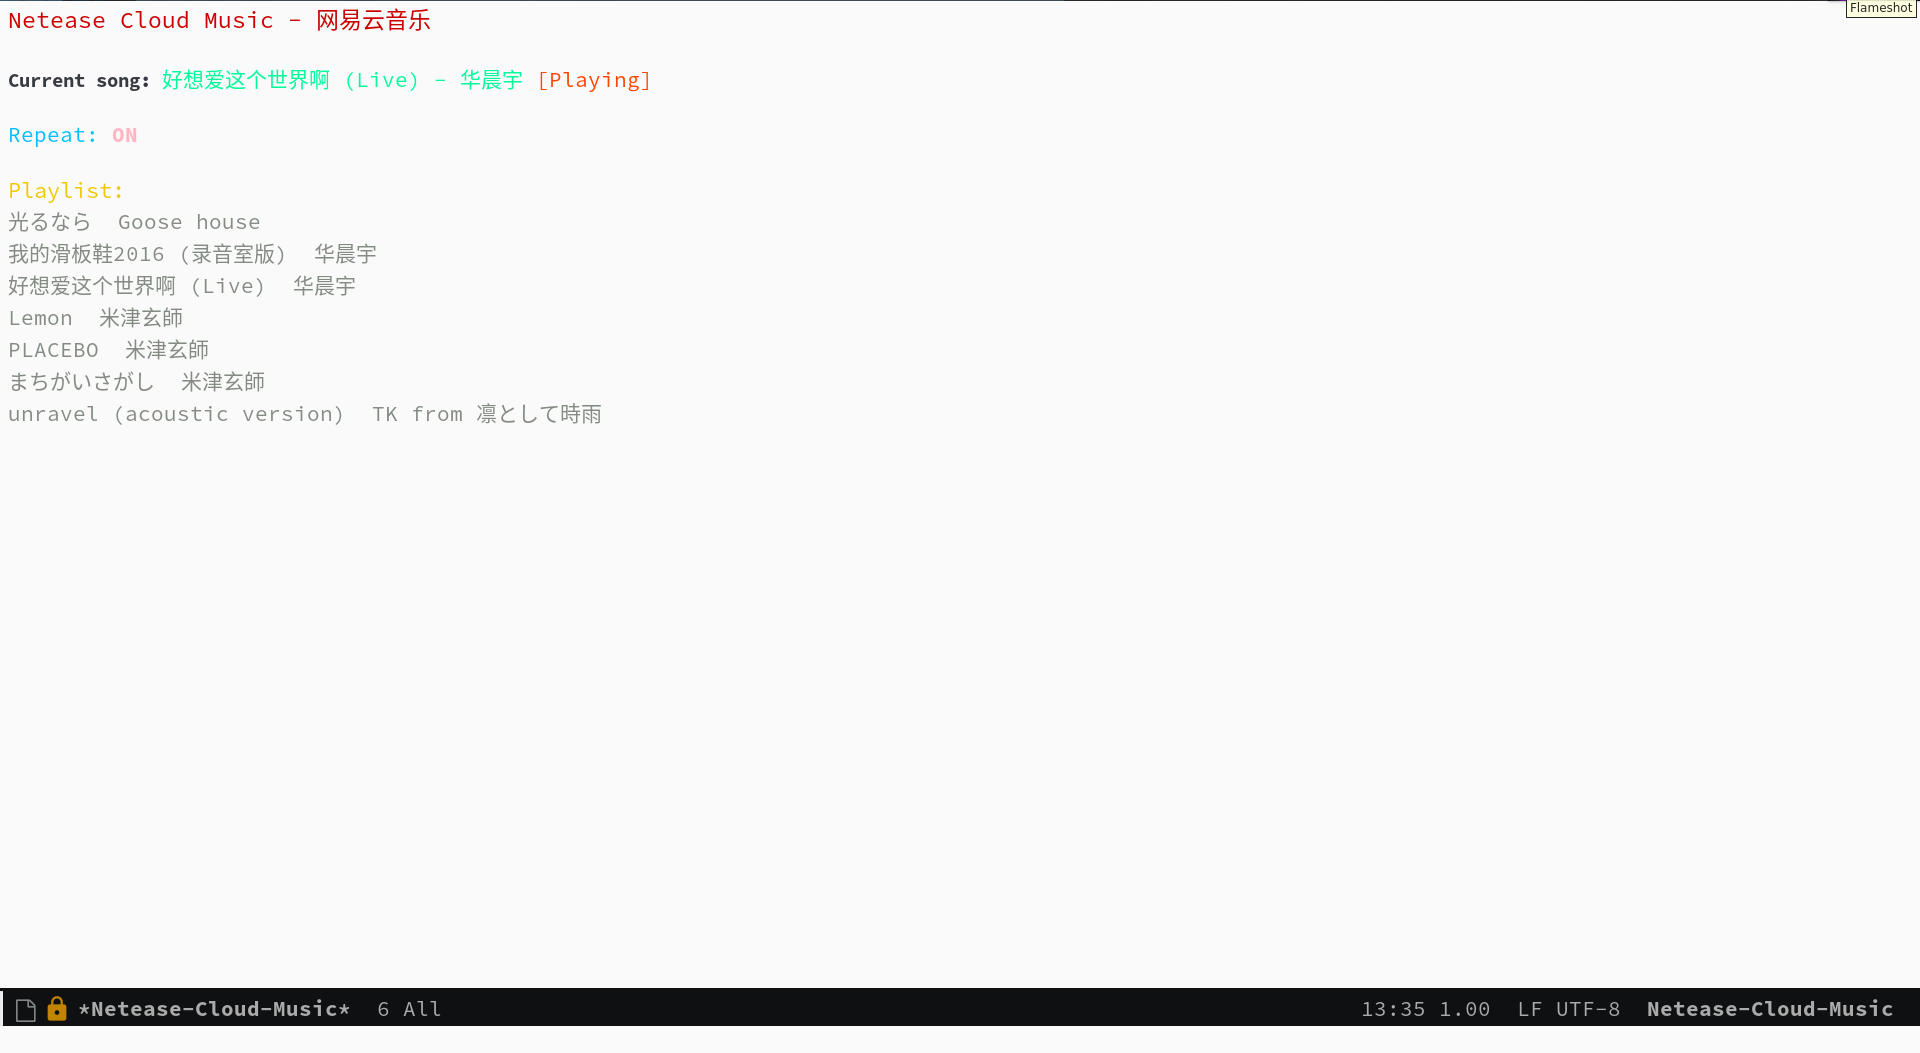 Flameshot
Netease Cloud Music - 网易云音乐
Current song: 好想爱这个世界啊 (Live) - 华晨宇 [Playing]
Repeat: ON
Playlist:
光るなら  Goose house
我的滑板鞋2016 (录音室版)  华晨宇
好想爱这个世界啊 (Live)  华晨宇
Lemon  米津玄師
PLACEBO  米津玄師
まちがいさがし  米津玄師
unravel (acoustic version)  TK from 凛として時雨
*Netease-Cloud-Music*  6 All  13:35 1.00  LF UTF-8  Netease-Cloud-Music